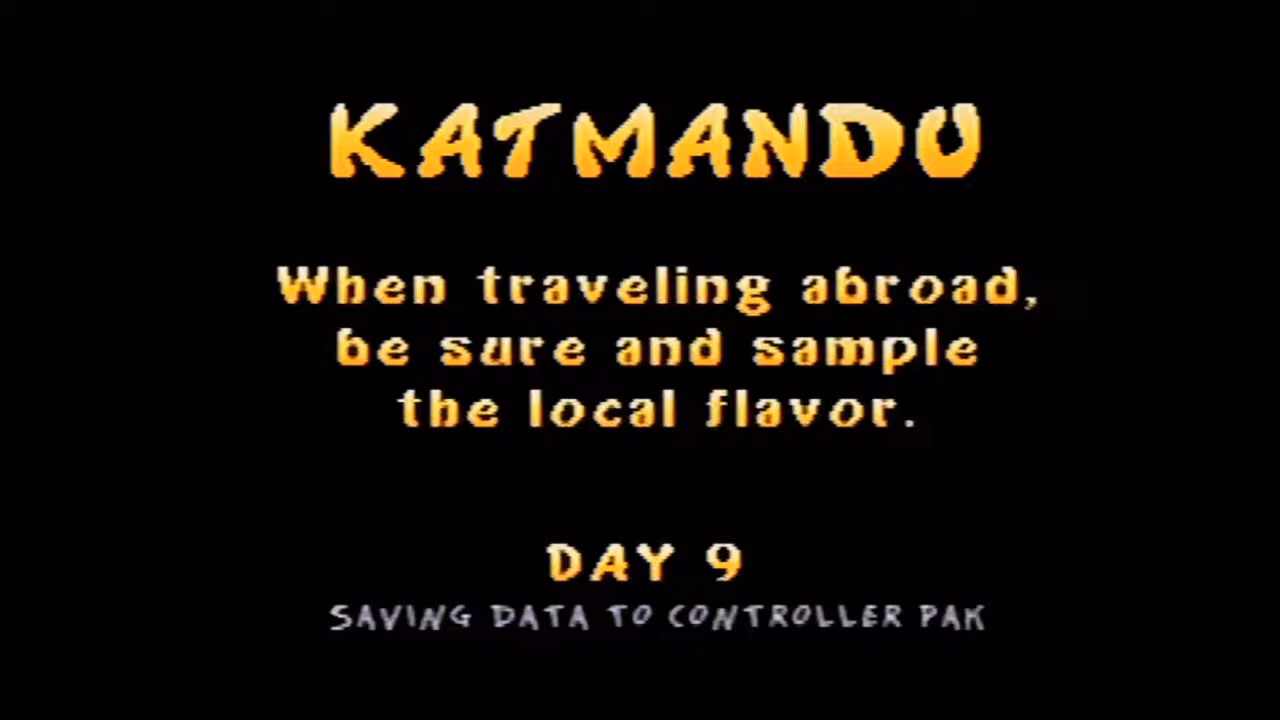 KATMANDU
When traveling abroad,
be sure and sample
the local flavor.
DAY 9
SAVING DATA TO CONTROLLER PAK